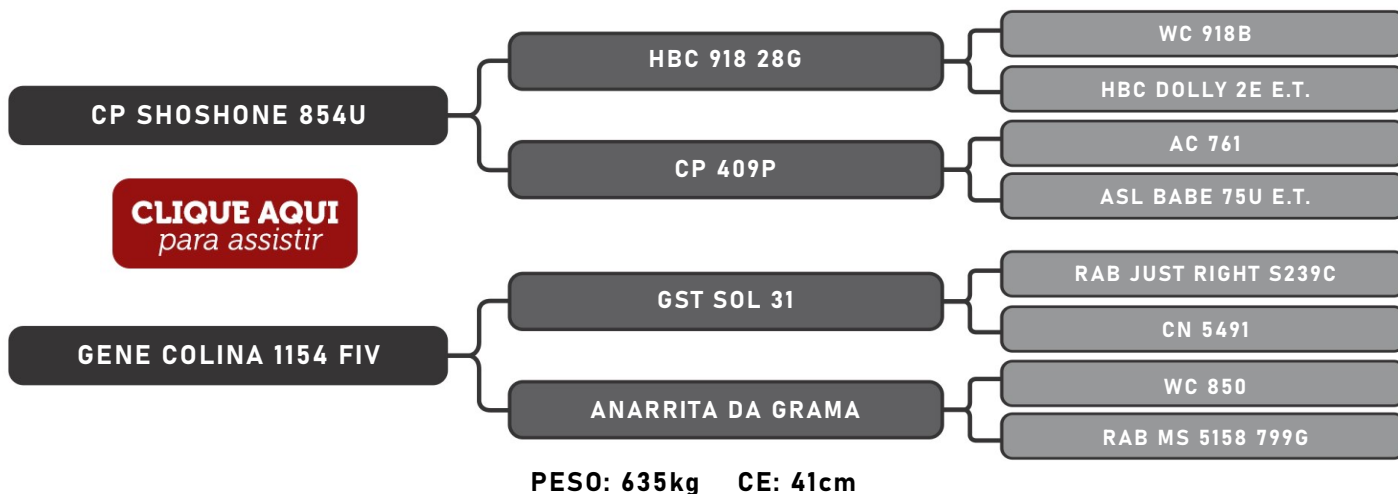 CP SHOSHONE 854U
HBC 918 28G
WC 918B
HBC DOLLY 2E E.T.
CP 409P
AC 761
ASL BABE 75U E.T.
CLIQUE AQUI
para assistir
GENE COLINA 1154 FIV
GST SOL 31
RAB JUST RIGHT S239C
CN 5491
ANARRITA DA GRAMA
WC 850
RAB MS 5158 799G
PESO: 635kg CE: 41cm